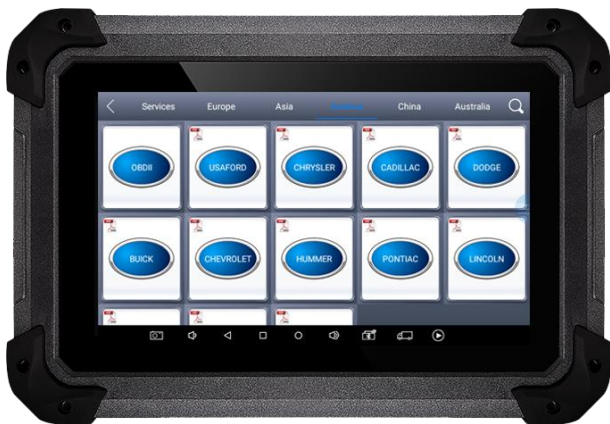 Services Europe Asia China Australia
OBDII USAFORD CHRYSLER CADILLAC DODGE
BUICK CHEVROLET HUMMER PONTIAC LINCOLN